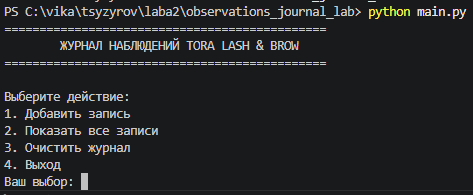 PS C:\vika\tsyzyrov\laba2\observations_journal_lab> python main.py
==============================================
ЖУРНАЛ НАБЛЮДЕНИЙ TORA LASH & BROW
==============================================
Выберите действие:
1. Добавить запись
2. Показать все записи
3. Очистить журнал
4. Выход
Ваш выбор: